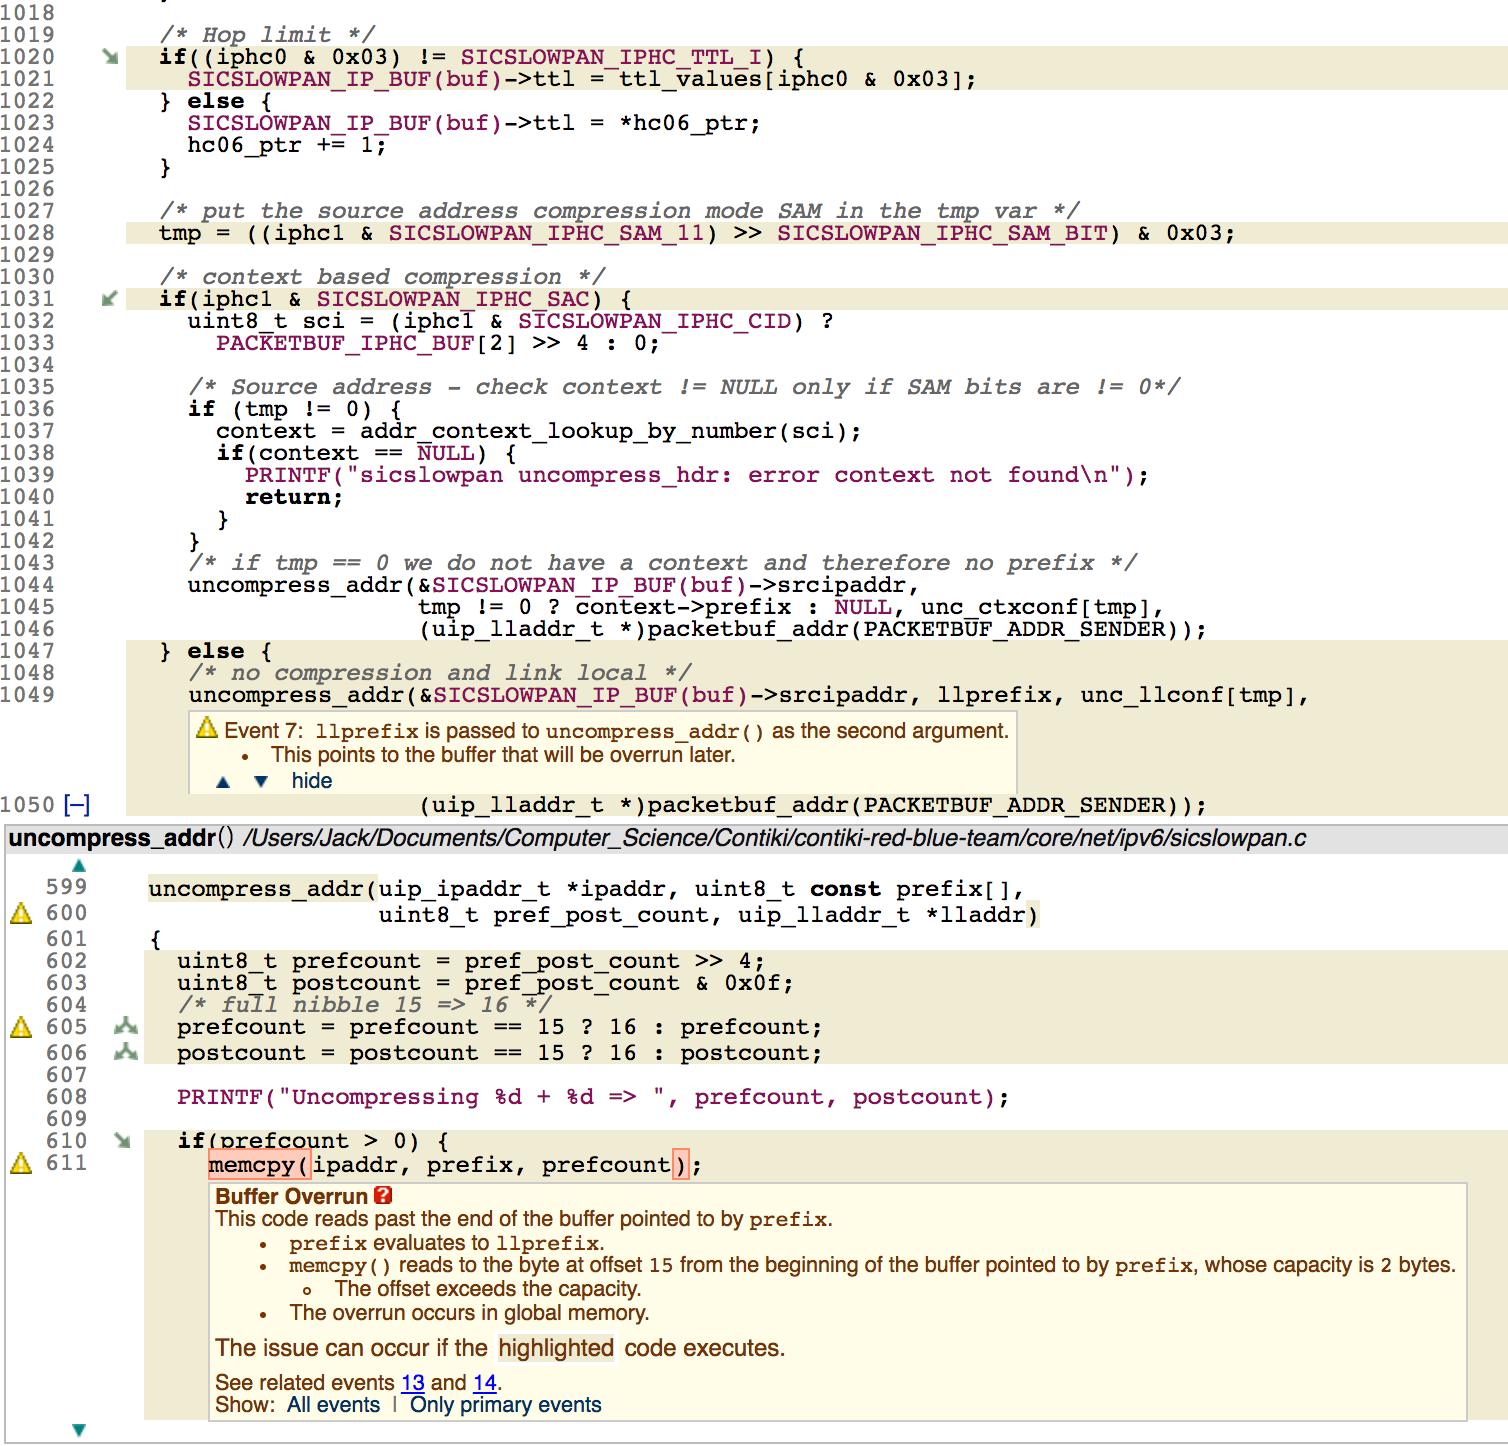 1018
1019 /* Hop limit */
1020 if((iphc0 & 0x03) != SICSLOWPAN_IPHC_TTL_I) {
1021 SICSLOWPAN_IP_BUF(buf)->ttl = ttl_values[iphc0 & 0x03];
1022 } else {
1023 SICSLOWPAN_IP_BUF(buf)->ttl = *hc06_ptr;
1024 hc06_ptr += 1;
1025 }
1026
1027 /* put the source address compression mode SAM in the tmp var */
1028 tmp = ((iphc1 & SICSLOWPAN_IPHC_SAM_11) >> SICSLOWPAN_IPHC_SAM_BIT) & 0x03;
1029
1030 /* context based compression */
1031 if(iphc1 & SICSLOWPAN_IPHC_SAC) {
1032 uint8_t sci = (iphc1 & SICSLOWPAN_IPHC_CID) ?
1033 PACKETBUF_IPHC_BUF[2] >> 4 : 0;
1034
1035 /* Source address - check context != NULL only if SAM bits are != 0*/
1036 if (tmp != 0) {
1037 context = addr_context_lookup_by_number(sci);
1038 if(context == NULL) {
1039 PRINTF("sicslowpan uncompress_hdr: error context not found\n");
1040 return;
1041 }
1042 }
1043 /* if tmp == 0 we do not have a context and therefore no prefix */
1044 uncompress_addr(&SICSLOWPAN_IP_BUF(buf)->srcipaddr,
1045 tmp != 0 ? context->prefix : NULL, unc_ctxconf[tmp],
1046 (uip_lladdr_t *)packetbuf_addr(PACKETBUF_ADDR_SENDER));
1047 } else {
1048 /* no compression and link local */
1049 uncompress_addr(&SICSLOWPAN_IP_BUF(buf)->srcipaddr, llprefix, unc_llconf[tmp],
Event 7: llprefix is passed to uncompress_addr() as the second argument.
• This points to the buffer that will be overrun later.
▲ ▼ hide
1050 [–] (uip_lladdr_t *)packetbuf_addr(PACKETBUF_ADDR_SENDER));
uncompress_addr() /Users/Jack/Documents/Computer_Science/Contiki/contiki-red-blue-team/core/net/ipv6/sicslowpan.c
599 uncompress_addr(uip_ipaddr_t *ipaddr, uint8_t const prefix[],
600 uint8_t pref_post_count, uip_lladdr_t *lladdr)
601 {
602 uint8_t prefcount = pref_post_count >> 4;
603 uint8_t postcount = pref_post_count & 0x0f;
604 /* full nibble 15 => 16 */
605 prefcount = prefcount == 15 ? 16 : prefcount;
606 postcount = postcount == 15 ? 16 : postcount;
607
608 PRINTF("Uncompressing %d + %d => ", prefcount, postcount);
609
610 if(prefcount > 0) {
611 memcpy(ipaddr, prefix, prefcount);
Buffer Overrun ?
This code reads past the end of the buffer pointed to by prefix.
• prefix evaluates to llprefix.
• memcpy() reads to the byte at offset 15 from the beginning of the buffer pointed to by prefix, whose capacity is 2 bytes.
o The offset exceeds the capacity.
• The overrun occurs in global memory.
The issue can occur if the highlighted code executes.
See related events 13 and 14.
Show: All events | Only primary events